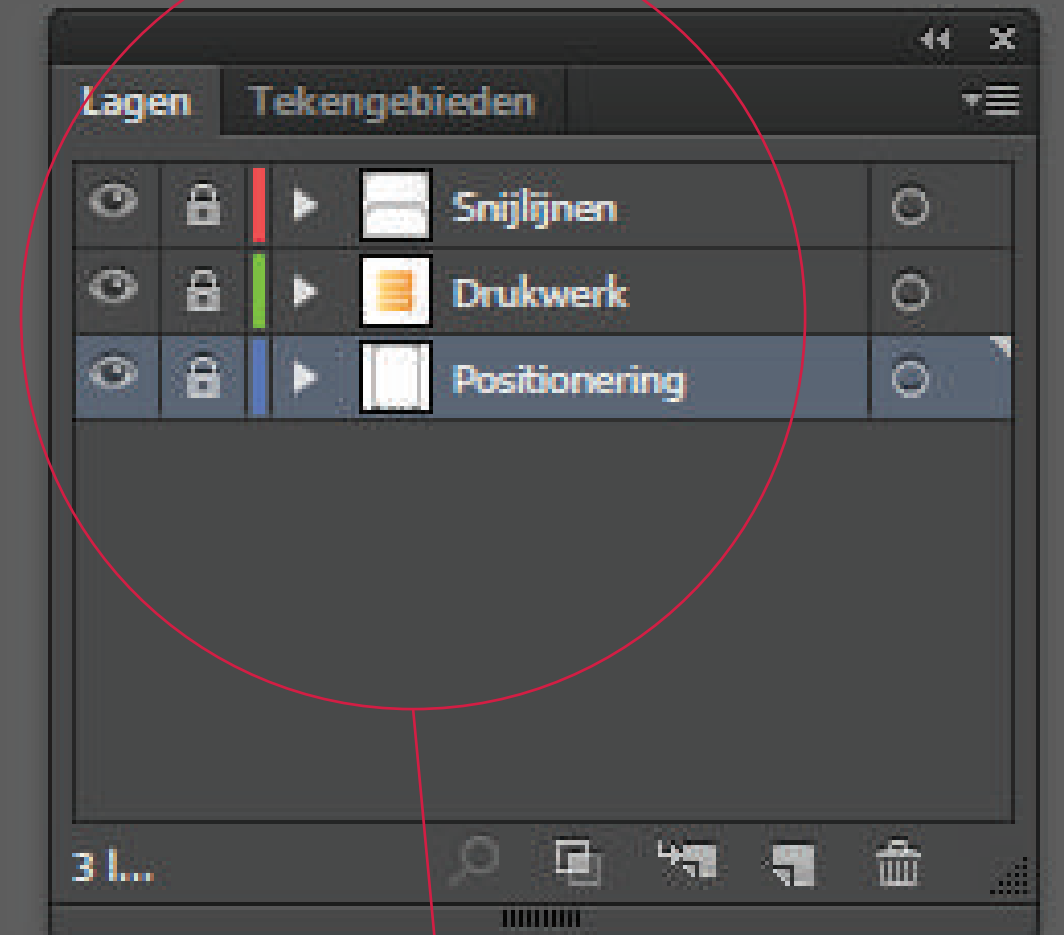 Lagen Tekengebieden
Snijlijnen
Drukwerk
Positionering
3 l...